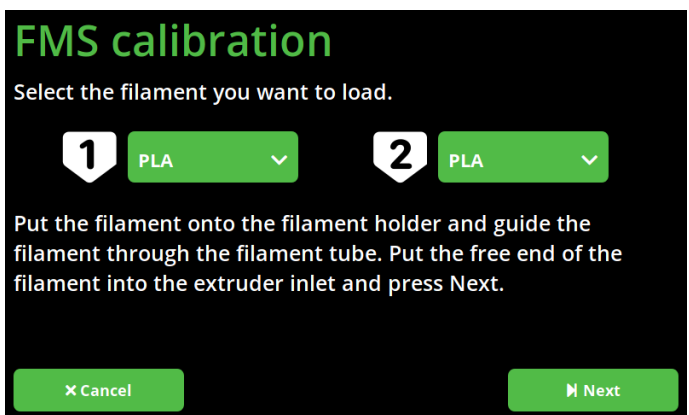 FMS calibration
Select the filament you want to load.
1 PLA 2 PLA
Put the filament onto the filament holder and guide the
filament through the filament tube. Put the free end of the
filament into the extruder inlet and press Next.
Cancel Next